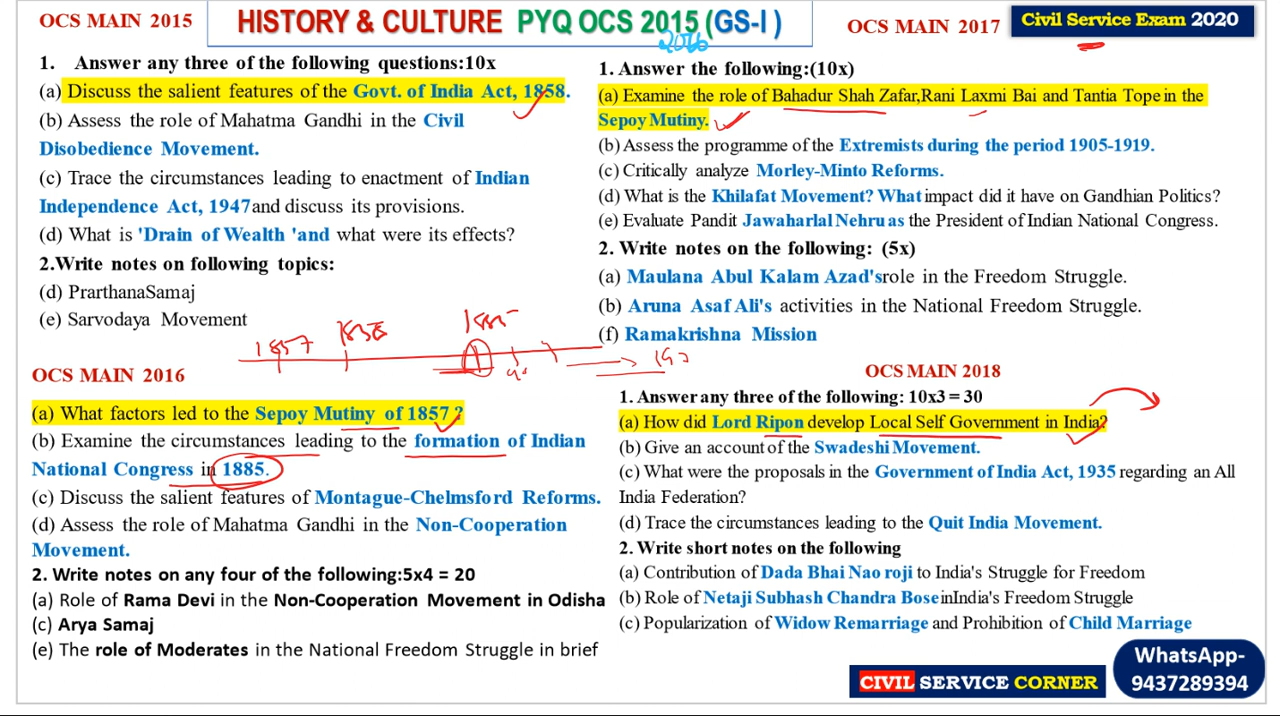 OCS MAIN 2015
HISTORY & CULTURE PYQ OCS 2015 (GS-I )
2016
OCS MAIN 2017
Civil Service Exam 2020
1. Answer any three of the following questions:10x
(a) Discuss the salient features of the Govt. of India Act, 1858.
(b) Assess the role of Mahatma Gandhi in the Civil
Disobedience Movement.
(c) Trace the circumstances leading to enactment of Indian
Independence Act, 1947and discuss its provisions.
(d) What is 'Drain of Wealth 'and what were its effects?
2.Write notes on following topics:
(d) PrarthanaSamaj
(e) Sarvodaya Movement
1857 1858 1885
OCS MAIN 2016
(a) What factors led to the Sepoy Mutiny of 1857 ?
(b) Examine the circumstances leading to the formation of Indian
National Congress in 1885.
(c) Discuss the salient features of Montague-Chelmsford Reforms.
(d) Assess the role of Mahatma Gandhi in the Non-Cooperation
Movement.
2. Write notes on any four of the following:5x4 = 20
(a) Role of Rama Devi in the Non-Cooperation Movement in Odisha
(c) Arya Samaj
(e) The role of Moderates in the National Freedom Struggle in brief
1. Answer the following:(10x)
(a) Examine the role of Bahadur Shah Zafar,Rani Laxmi Bai and Tantia Tope in the
Sepoy Mutiny.
(b) Assess the programme of the Extremists during the period 1905-1919.
(c) Critically analyze Morley-Minto Reforms.
(d) What is the Khilafat Movement? What impact did it have on Gandhian Politics?
(e) Evaluate Pandit Jawaharlal Nehru as the President of Indian National Congress.
2. Write notes on the following: (5x)
(a) Maulana Abul Kalam Azad'srole in the Freedom Struggle.
(b) Aruna Asaf Ali's activities in the National Freedom Struggle.
(f) Ramakrishna Mission
OCS MAIN 2018
1. Answer any three of the following: 10x3 = 30
(a) How did Lord Ripon develop Local Self Government in India?
(b) Give an account of the Swadeshi Movement.
(c) What were the proposals in the Government of India Act, 1935 regarding an All
India Federation?
(d) Trace the circumstances leading to the Quit India Movement.
2. Write short notes on the following
(a) Contribution of Dada Bhai Nao roji to India's Struggle for Freedom
(b) Role of Netaji Subhash Chandra BoseinIndia's Freedom Struggle
(c) Popularization of Widow Remarriage and Prohibition of Child Marriage
CIVIL SERVICE CORNER
WhatsApp-
9437289394